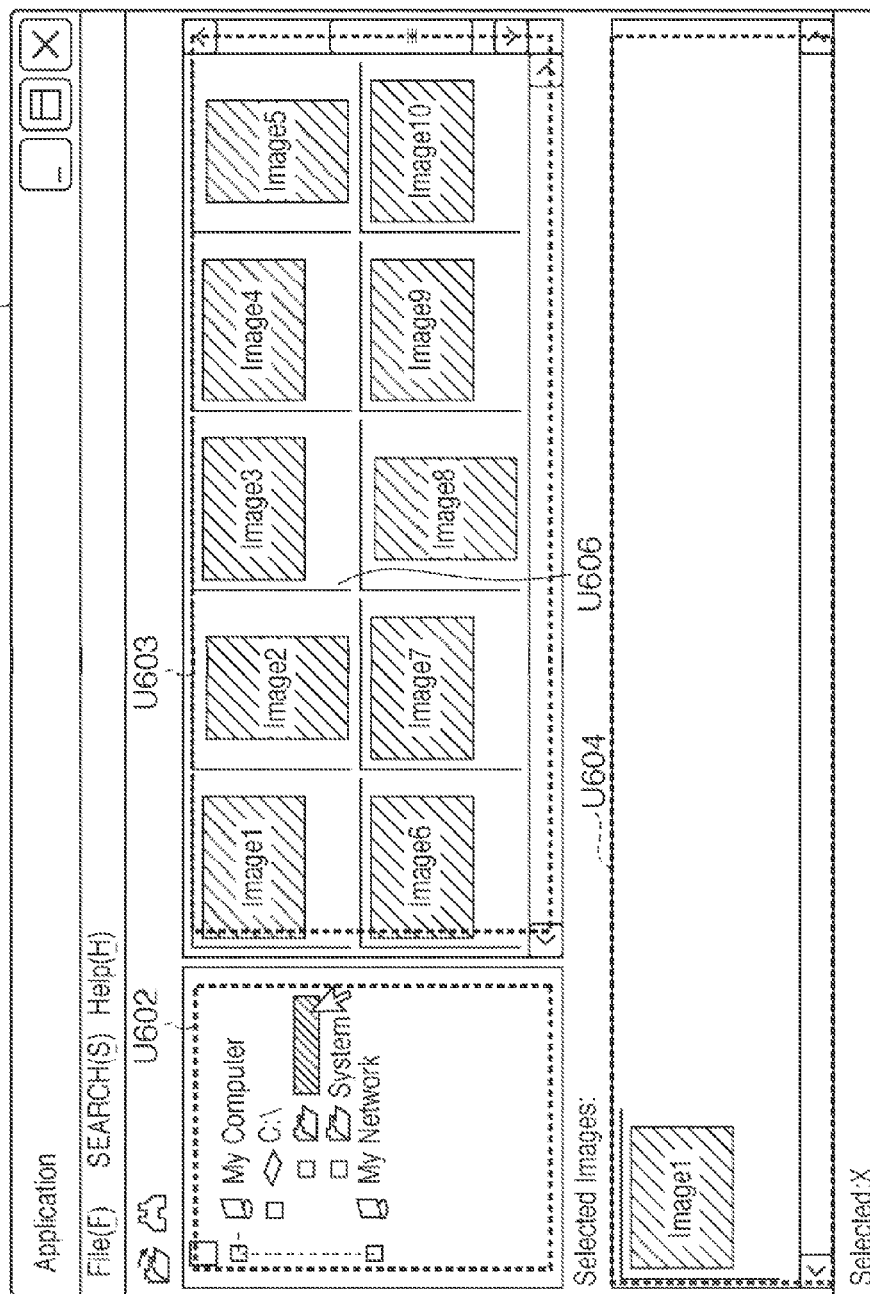 Application
File(F) SEARCH(S) Help(H)
U602
U603
My Computer
C:\
System
My Network
Image1
Image2
Image3
Image4
Image5
Image6
Image7
Image8
Image9
Image10
U606
U604
Selected Images:
Image1
Selected:X